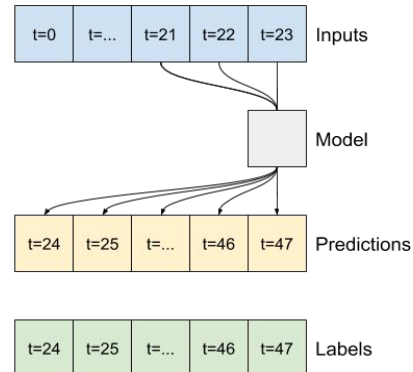 t=0 t=... t=21 t=22 t=23 Inputs
Model
t=24 t=25 t=... t=46 t=47 Predictions
t=24 t=25 t=... t=46 t=47 Labels